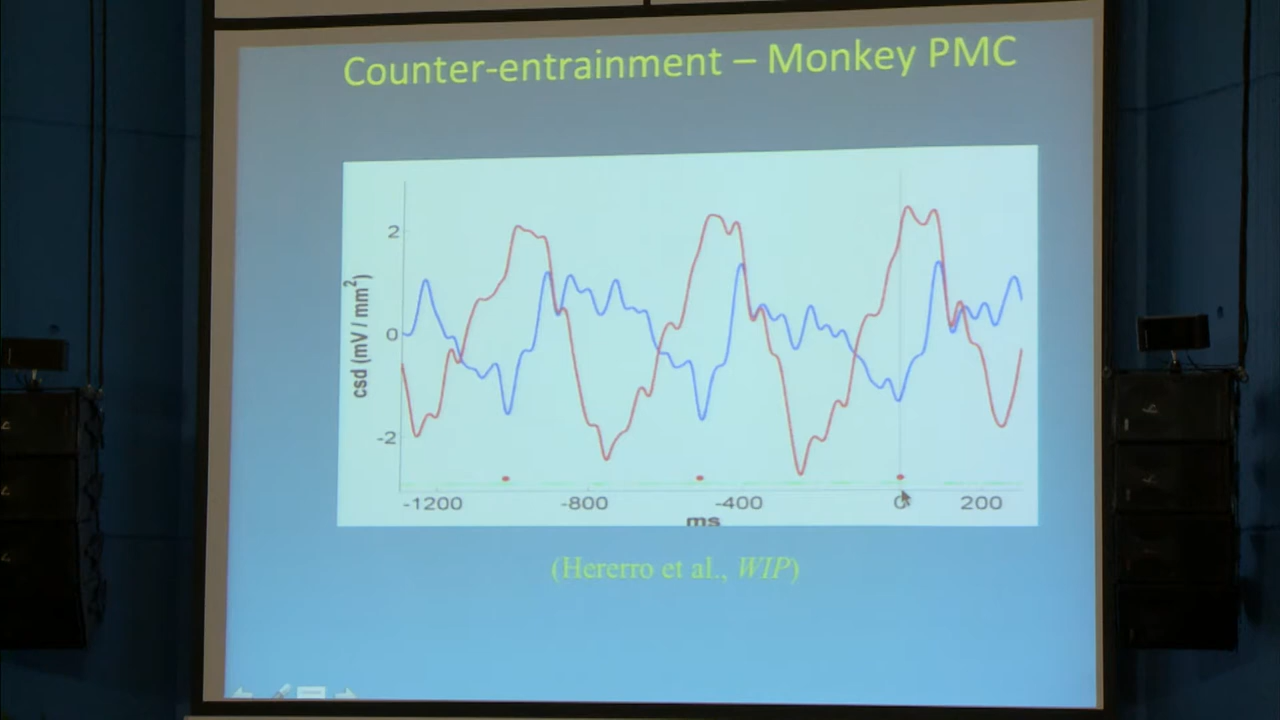 Counter-entrainment – Monkey PMC
2
0
-2
csd (mV / mm²)
-1200 -800 -400 0 200
ms
(Hererro et al., WIP)